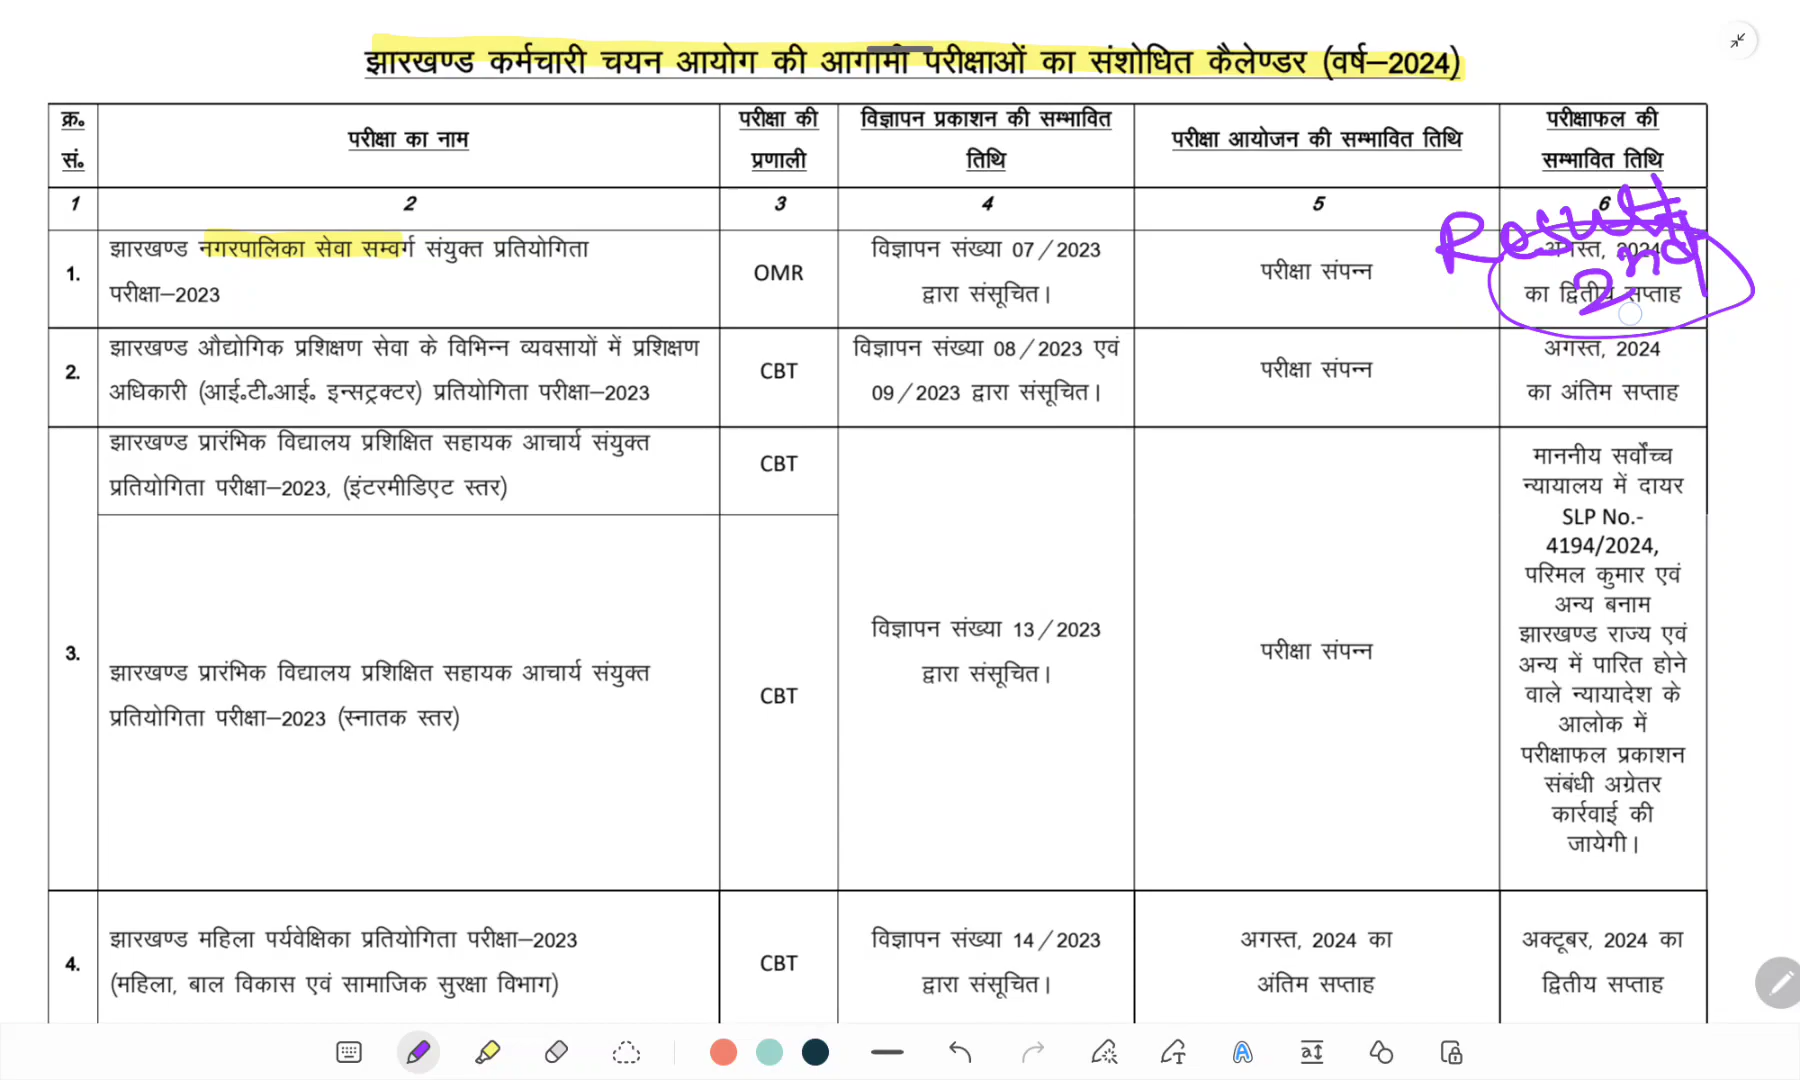 झारखण्ड कर्मचारी चयन आयोग की आगामी परीक्षाओं का संशोधित कैलेण्डर (वर्ष–2024)
क्र॰ सं॰
परीक्षा का नाम
परीक्षा की प्रणाली
विज्ञापन प्रकाशन की सम्भावित तिथि
परीक्षा आयोजन की सम्भावित तिथि
परीक्षाफल की सम्भावित तिथि
1 2 3 4 5 6
Result
2nd
1.
झारखण्ड नगरपालिका सेवा सम्वर्ग संयुक्त प्रतियोगिता
परीक्षा–2023
OMR
विज्ञापन संख्या 07/2023
द्वारा संसूचित।
परीक्षा संपन्न
अगस्त, 2024
का द्वितीय सप्ताह
2.
झारखण्ड औद्योगिक प्रशिक्षण सेवा के विभिन्न व्यवसायों में प्रशिक्षण
अधिकारी (आई॰टी॰आई॰ इन्सट्रक्टर) प्रतियोगिता परीक्षा–2023
CBT
विज्ञापन संख्या 08/2023 एवं
09/2023 द्वारा संसूचित।
परीक्षा संपन्न
अगस्त, 2024
का अंतिम सप्ताह
3.
झारखण्ड प्रारंभिक विद्यालय प्रशिक्षित सहायक आचार्य संयुक्त
प्रतियोगिता परीक्षा–2023, (इंटरमीडिएट स्तर)
CBT
झारखण्ड प्रारंभिक विद्यालय प्रशिक्षित सहायक आचार्य संयुक्त
प्रतियोगिता परीक्षा–2023 (स्नातक स्तर)
CBT
विज्ञापन संख्या 13/2023
द्वारा संसूचित।
परीक्षा संपन्न
माननीय सर्वोच्च
न्यायालय में दायर
SLP No.-
4194/2024,
परिमल कुमार एवं
अन्य बनाम
झारखण्ड राज्य एवं
अन्य में पारित होने
वाले न्यायादेश के
आलोक में
परीक्षाफल प्रकाशन
संबंधी अग्रेतर
कार्रवाई की
जायेगी।
4.
झारखण्ड महिला पर्यवेक्षिका प्रतियोगिता परीक्षा–2023
(महिला, बाल विकास एवं सामाजिक सुरक्षा विभाग)
CBT
विज्ञापन संख्या 14/2023
द्वारा संसूचित।
अगस्त, 2024 का
अंतिम सप्ताह
अक्टूबर, 2024 का
द्वितीय सप्ताह